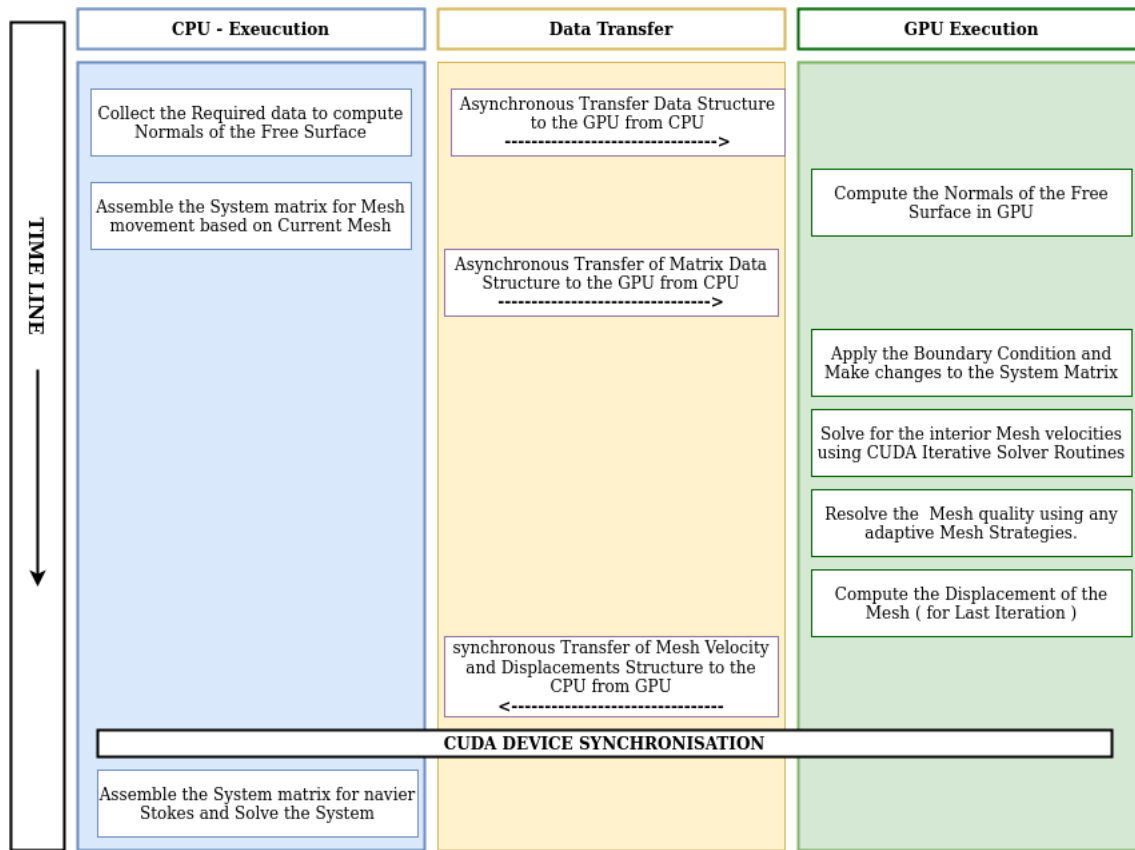 CPU - Exeucution
Data Transfer
GPU Execution
TIME LINE
Collect the Required data to compute
Normals of the Free Surface
Asynchronous Transfer Data Structure
to the GPU from CPU
--------------------------------->
Assemble the System matrix for Mesh
movement based on Current Mesh
Compute the Normals of the Free
Surface in GPU
Asynchronous Transfer of Matrix Data
Structure to the GPU from CPU
--------------------------------->
Apply the Boundary Condition and
Make changes to the System Matrix
Solve for the interior Mesh velocities
using CUDA Iterative Solver Routines
Resolve the  Mesh quality using any
adaptive Mesh Strategies.
Compute the Displacement of the
Mesh ( for Last Iteration )
synchronous Transfer of Mesh Velocity
and Displacements Structure to the
CPU from GPU
<---------------------------------
CUDA DEVICE SYNCHRONISATION
Assemble the System matrix for navier
Stokes and Solve the System